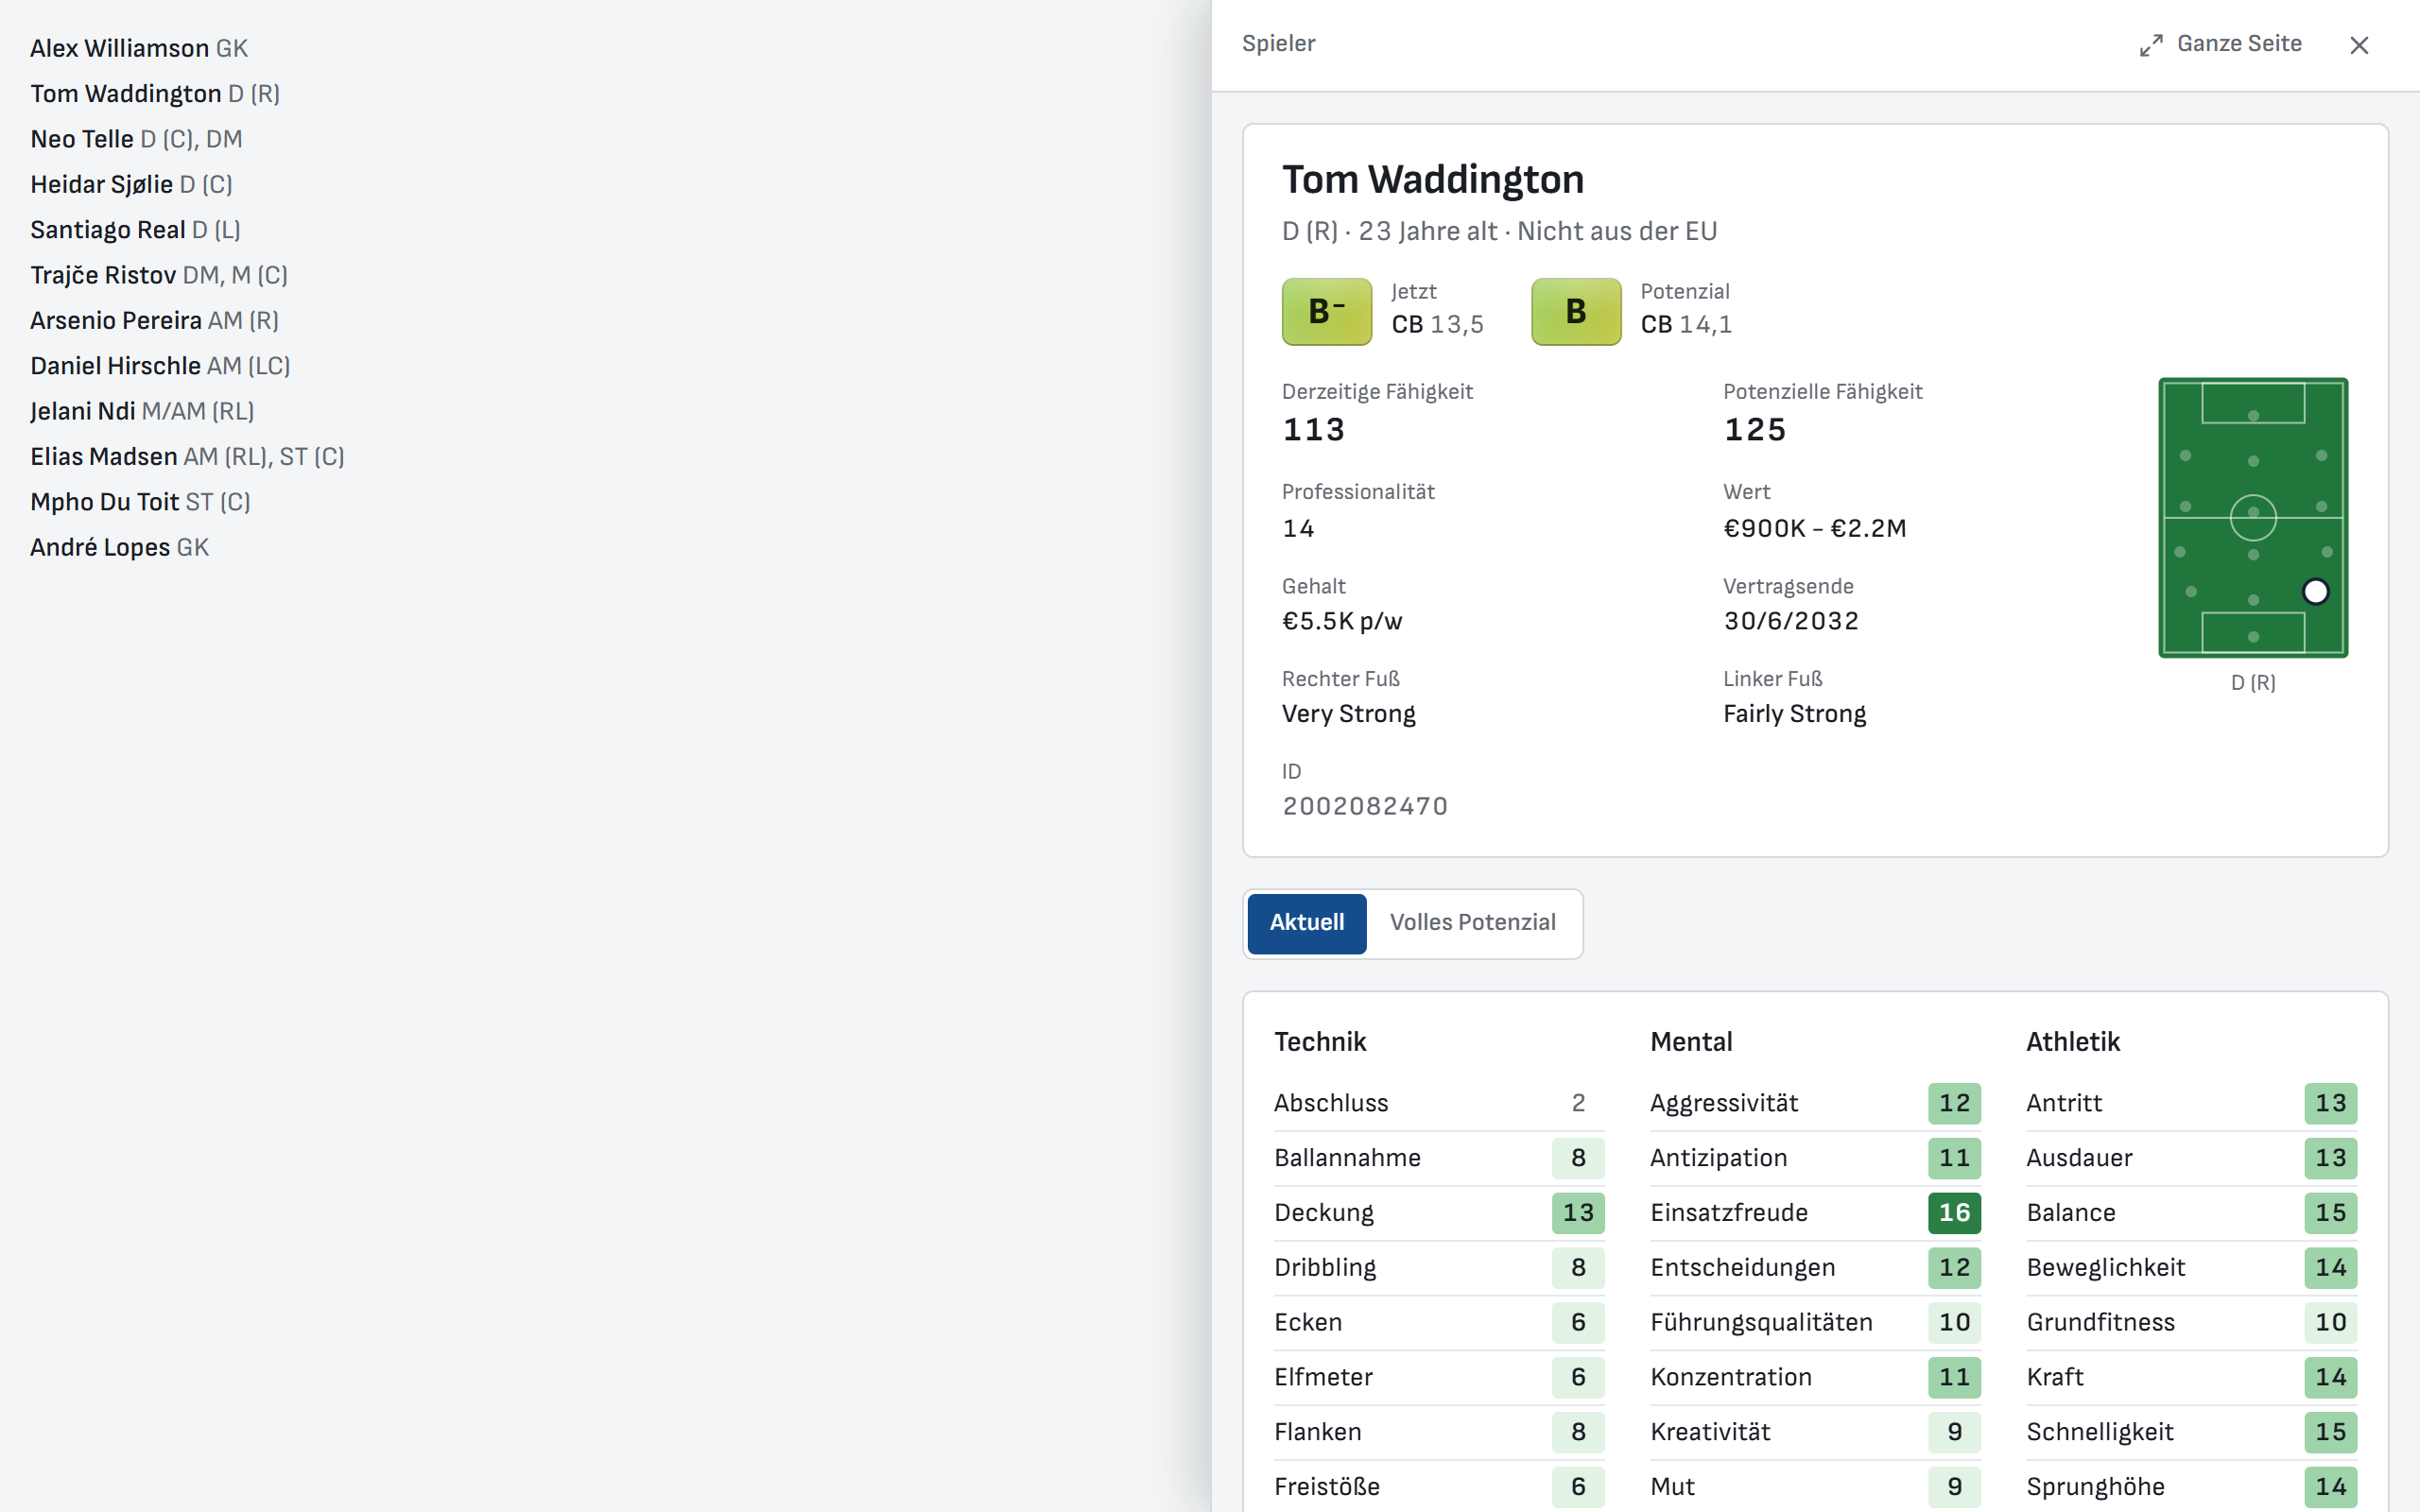 Alex Williamson GK
Tom Waddington D (R)
Neo Telle D (C), DM
Heidar Sjølie D (C)
Santiago Real D (L)
Trajče Ristov DM, M (C)
Arsenio Pereira AM (R)
Daniel Hirschle AM (LC)
Jelani Ndi M/AM (RL)
Elias Madsen AM (RL), ST (C)
Mpho Du Toit ST (C)
André Lopes GK
Spieler
Ganze Seite
Tom Waddington
D (R) · 23 Jahre alt · Nicht aus der EU
B- Jetzt CB 13,5
B Potenzial CB 14,1
Derzeitige Fähigkeit
113
Potenzielle Fähigkeit
125
Professionalität
14
Wert
€900K - €2.2M
Gehalt
€5.5K p/w
Vertragsende
30/6/2032
Rechter Fuß
Very Strong
Linker Fuß
Fairly Strong
ID
2002082470
D (R)
Aktuell
Volles Potenzial
Technik
Abschluss 2
Ballannahme 8
Deckung 13
Dribbling 8
Ecken 6
Elfmeter 6
Flanken 8
Freistöße 6
Mental
Aggressivität 12
Antizipation 11
Einsatzfreude 16
Entscheidungen 12
Führungsqualitäten 10
Konzentration 11
Kreativität 9
Mut 9
Athletik
Antritt 13
Ausdauer 13
Balance 15
Beweglichkeit 14
Grundfitness 10
Kraft 14
Schnelligkeit 15
Sprunghöhe 14